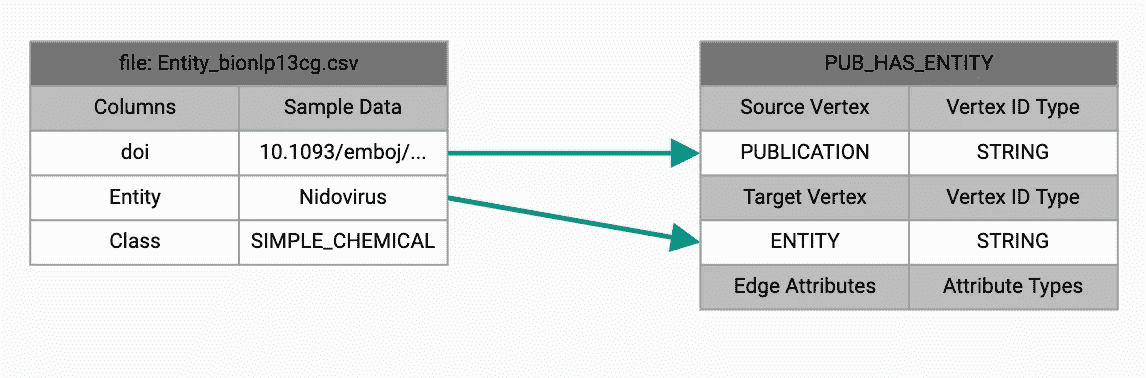 file: Entity_bionlp13cg.csv
Columns Sample Data
doi 10.1093/emboj/...
Entity Nidovirus
Class SIMPLE_CHEMICAL
PUB_HAS_ENTITY
Source Vertex Vertex ID Type
PUBLICATION STRING
Target Vertex Vertex ID Type
ENTITY STRING
Edge Attributes Attribute Types